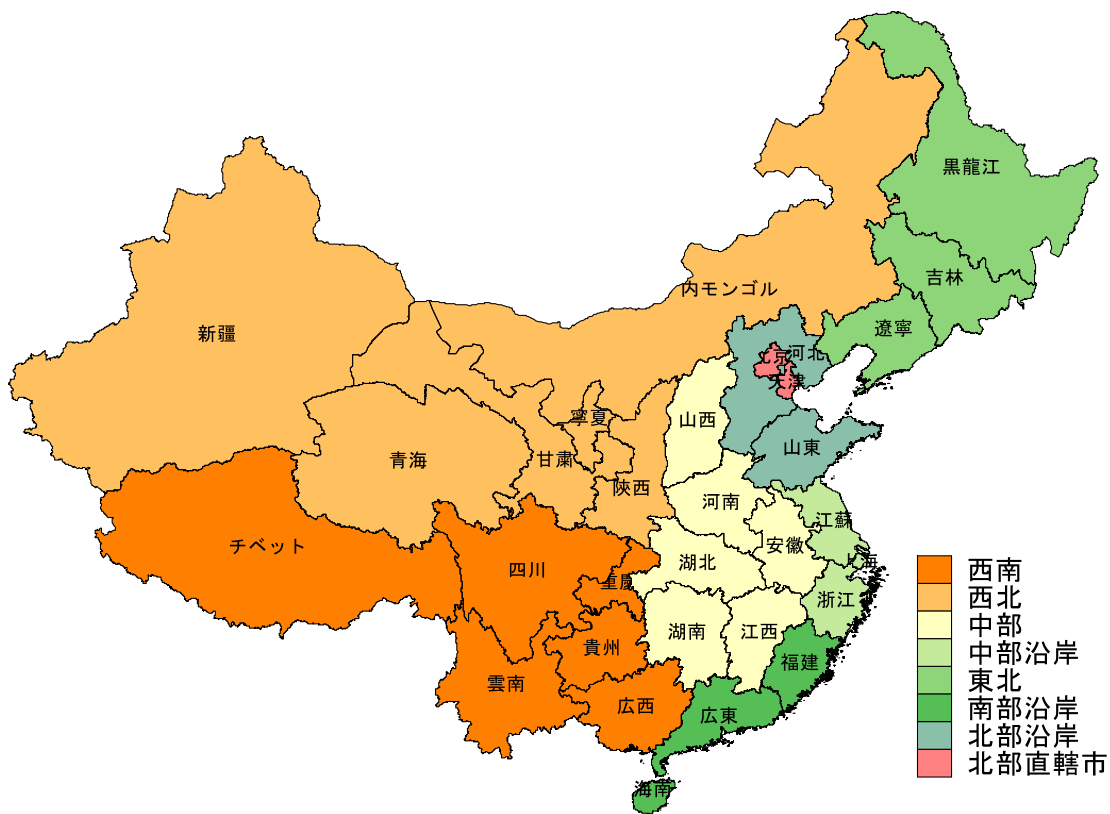 黒龍江
吉林
内モンゴル
遼寧
新疆
北京
河北
天津
山西
寧夏
山東
青海
甘粛
陝西
河南
江蘇
チベット
安徽
上海
湖北
四川
重慶
浙江
湖南
江西
貴州
福建
雲南
広西
広東
海南
西南
西北
中部
中部沿岸
東北
南部沿岸
北部沿岸
北部直轄市